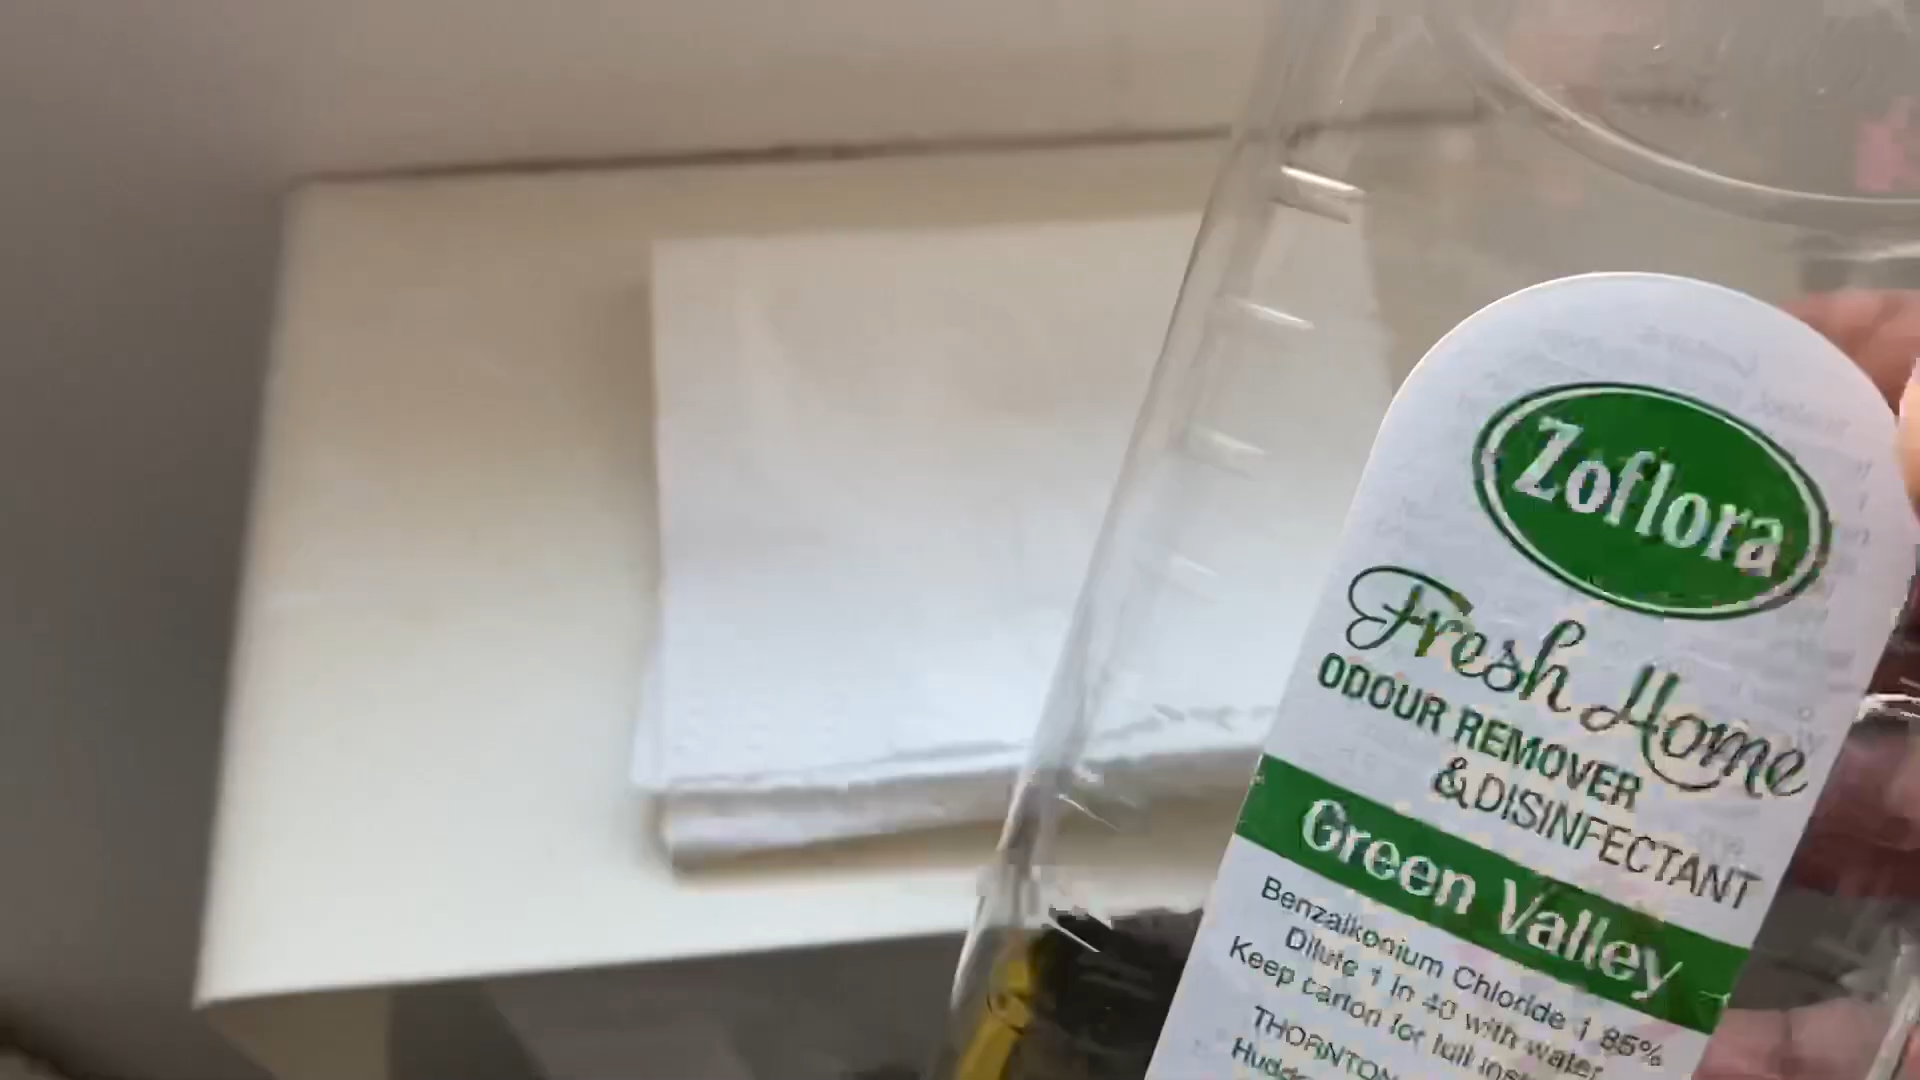 Zoflora
Fresh Home
ODOUR REMOVER
& DISINFECTANT
Green Valley
Benzalkonium Chloride 1.85%
Dilute 1 in 40 with water
Keep carton for full
THORNTON